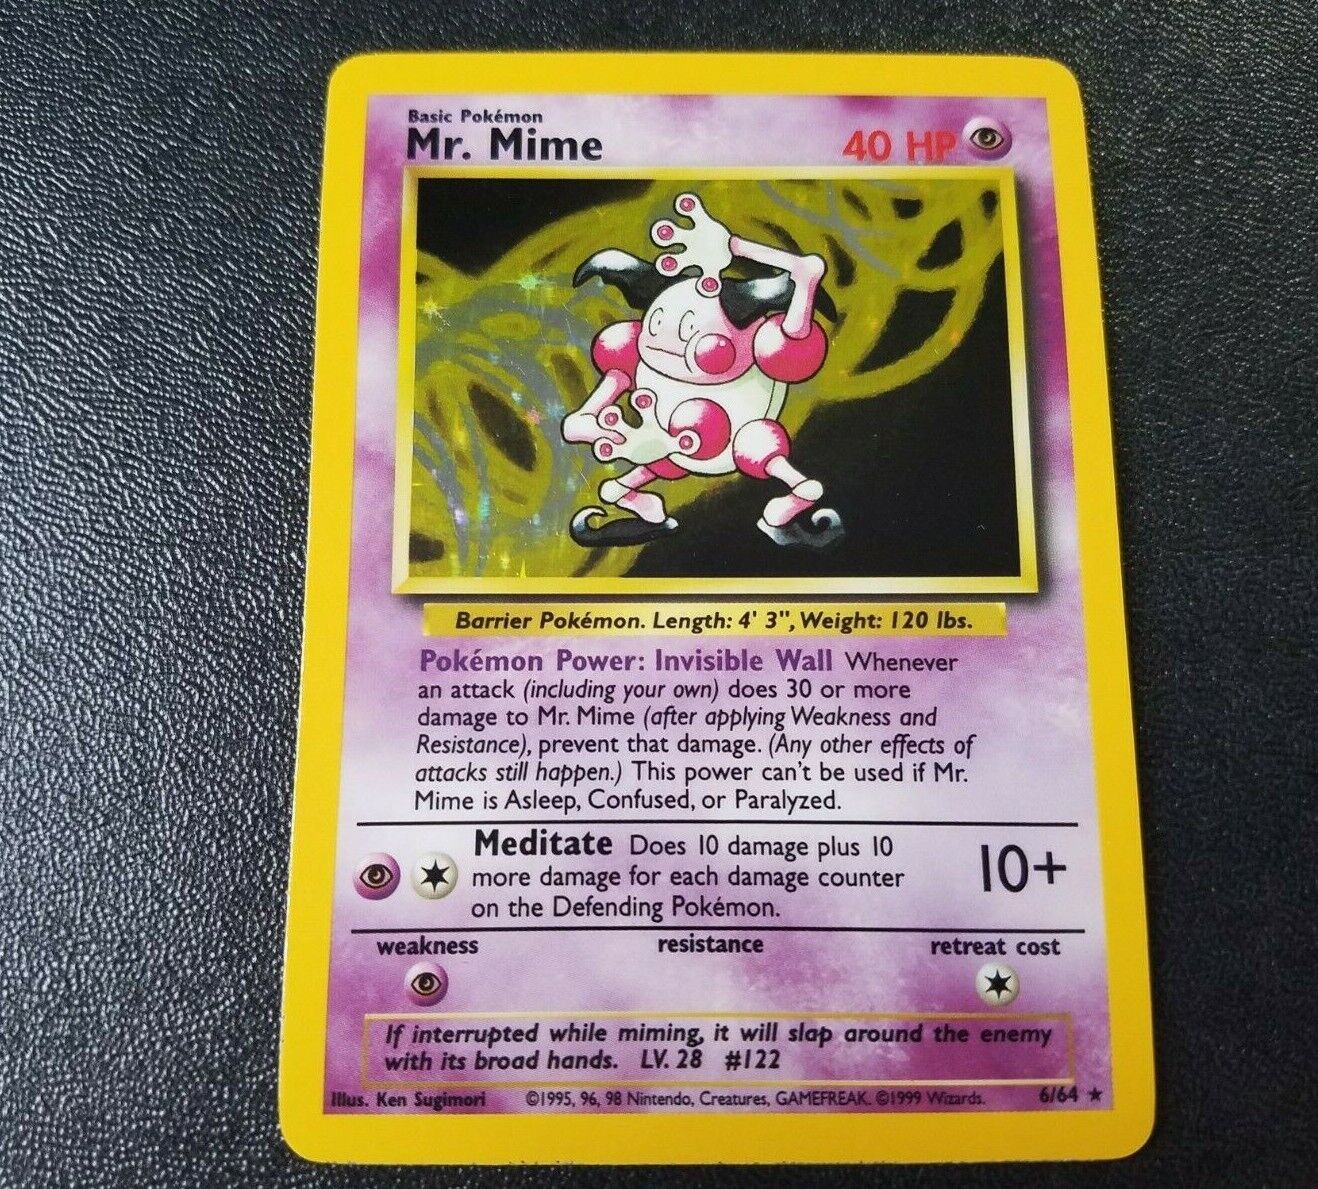 Basic Pokémon
Mr. Mime 40 HP
Barrier Pokémon. Length: 4' 3", Weight: 120 lbs.
Pokémon Power: Invisible Wall Whenever
an attack (including your own) does 30 or more
damage to Mr. Mime (after applying Weakness and
Resistance), prevent that damage. (Any other effects of
attacks still happen.) This power can't be used if Mr.
Mime is Asleep, Confused, or Paralyzed.
Meditate Does 10 damage plus 10
more damage for each damage counter
on the Defending Pokémon.
10+
weakness resistance retreat cost
If interrupted while miming, it will slap around the enemy
with its broad hands. LV. 28 #122
Illus. Ken Sugimori ©1995, 96, 98 Nintendo, Creatures, GAMEFREAK. ©1999 Wizards. 6/64 ★